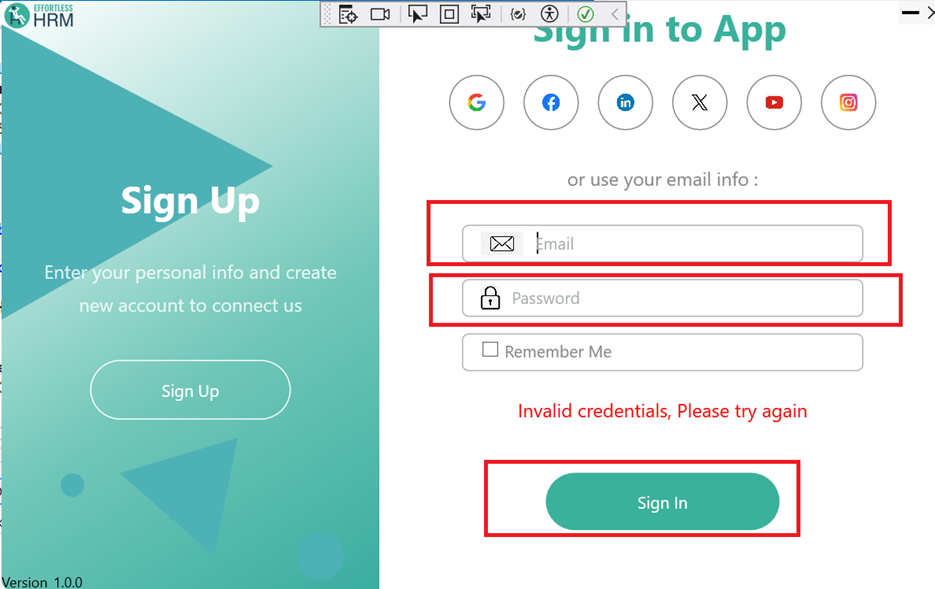 EFFORTLESS
HRM
Sign in to App
or use your email info :
Sign Up
Email
Enter your personal info and create
new account to connect us
Password
Remember Me
Sign Up
Invalid credentials, Please try again
Sign In
Version 1.0.0